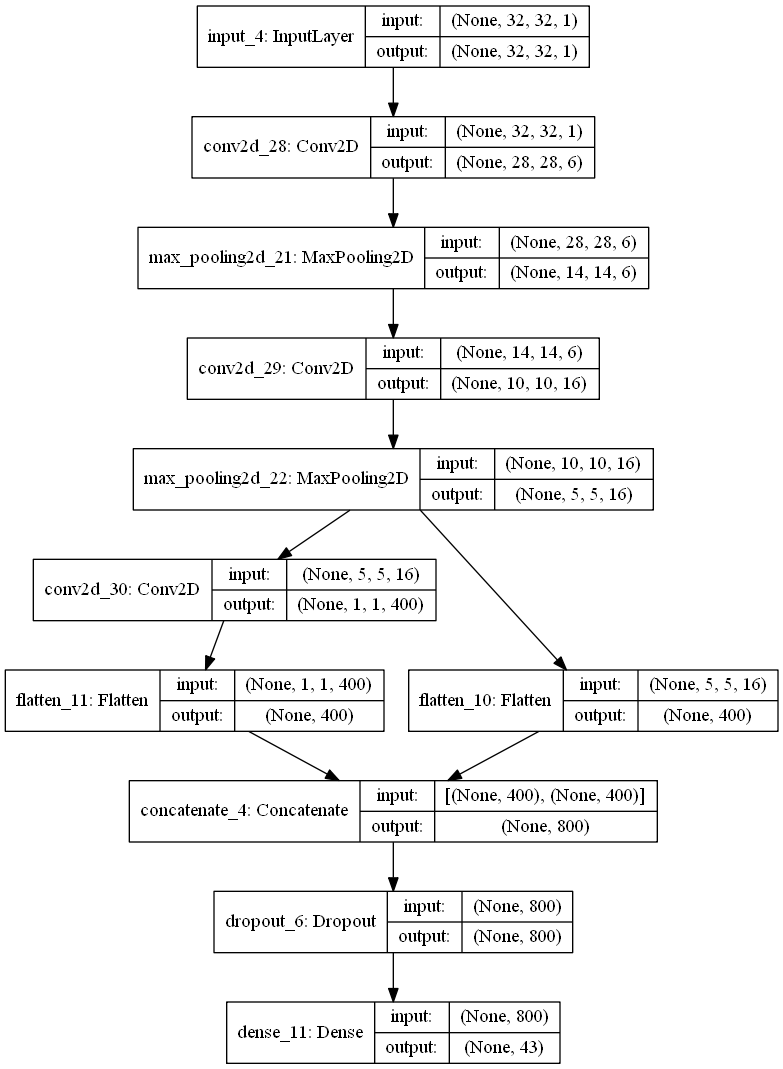 input_4: InputLayer
input: (None, 32, 32, 1)
output: (None, 32, 32, 1)
conv2d_28: Conv2D
input: (None, 32, 32, 1)
output: (None, 28, 28, 6)
max_pooling2d_21: MaxPooling2D
input: (None, 28, 28, 6)
output: (None, 14, 14, 6)
conv2d_29: Conv2D
input: (None, 14, 14, 6)
output: (None, 10, 10, 16)
max_pooling2d_22: MaxPooling2D
input: (None, 10, 10, 16)
output: (None, 5, 5, 16)
conv2d_30: Conv2D
input: (None, 5, 5, 16)
output: (None, 1, 1, 400)
flatten_11: Flatten
input: (None, 1, 1, 400)
output: (None, 400)
flatten_10: Flatten
input: (None, 5, 5, 16)
output: (None, 400)
concatenate_4: Concatenate
input: [(None, 400), (None, 400)]
output: (None, 800)
dropout_6: Dropout
input: (None, 800)
output: (None, 800)
dense_11: Dense
input: (None, 800)
output: (None, 43)